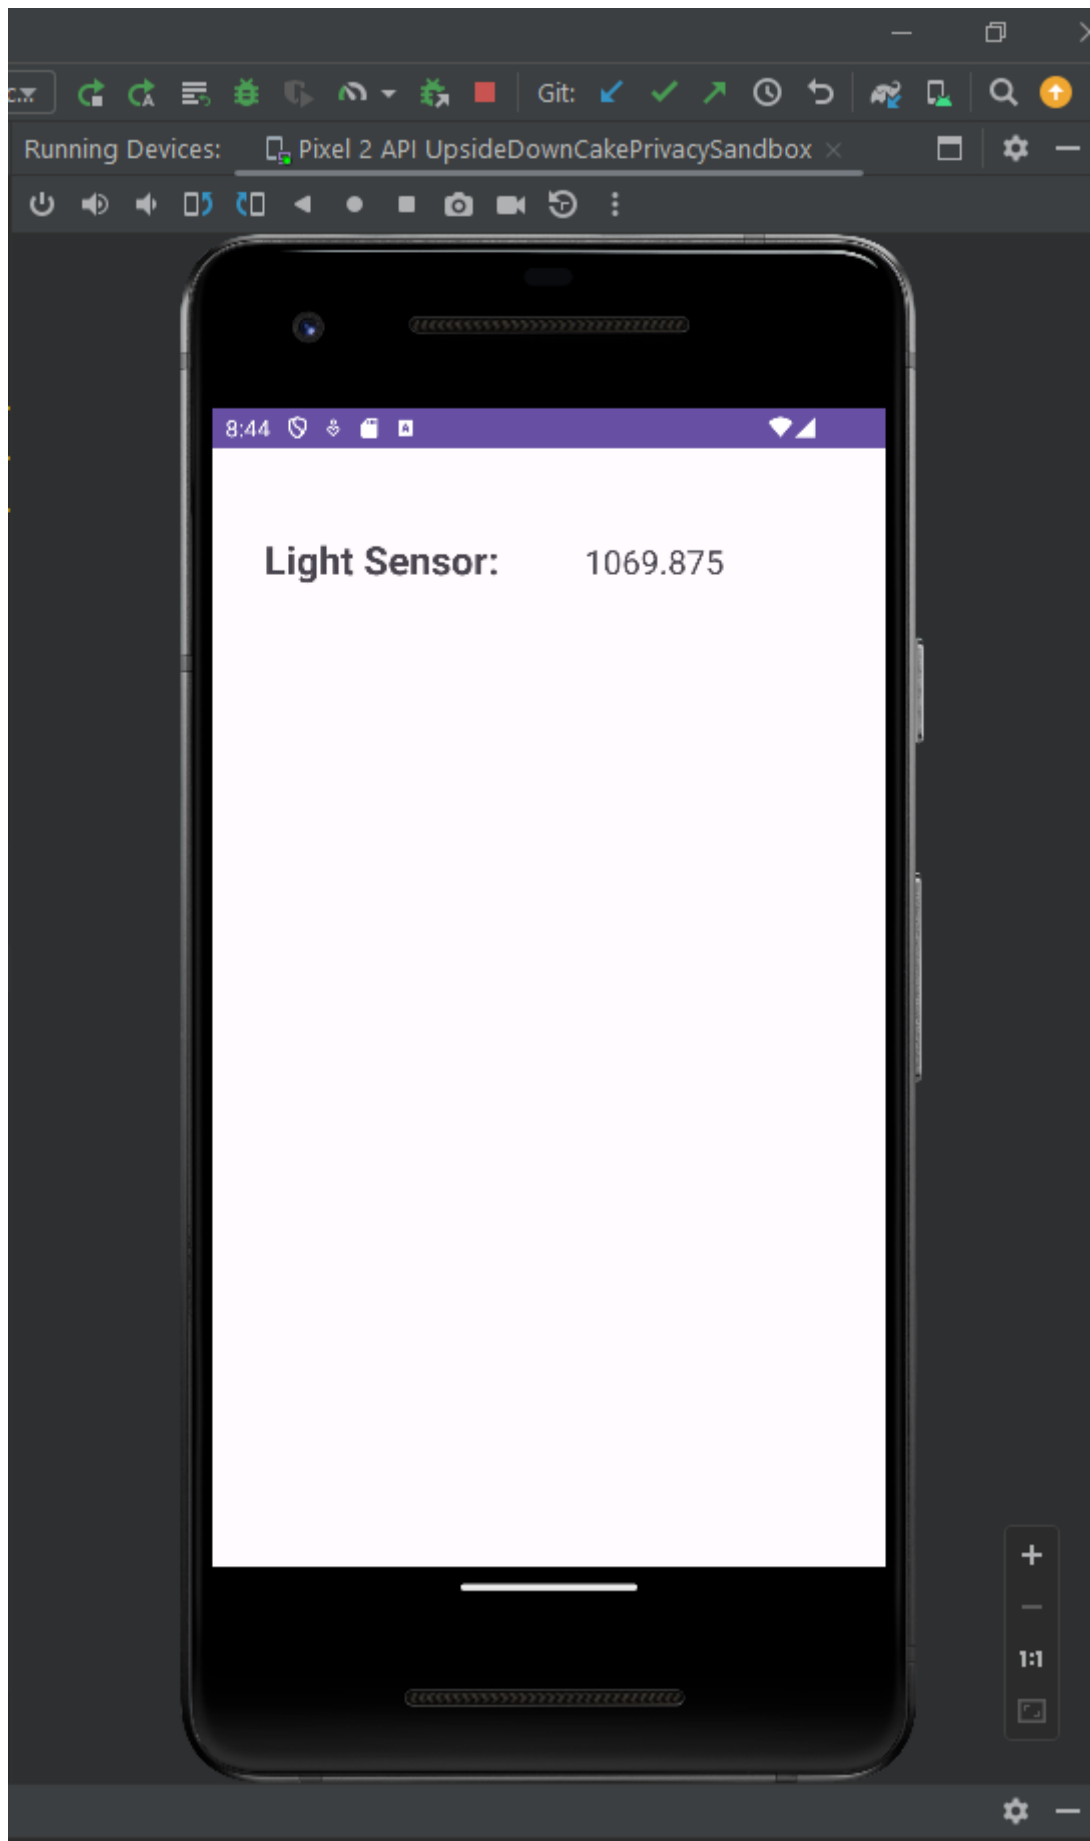 Git:
Running Devices: Pixel 2 API UpsideDownCakePrivacySandbox
8:44
Light Sensor: 1069.875
1:1